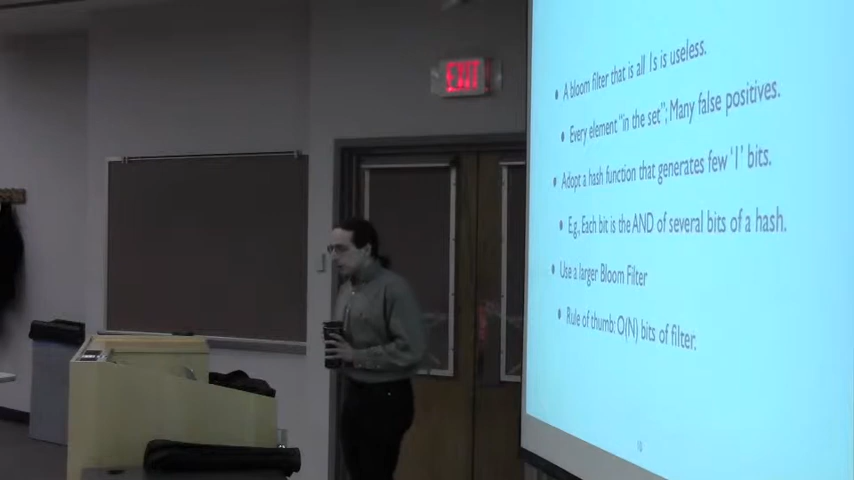 EXIT
• A bloom filter that is all 1s is useless.
• Every element "in the set"; Many false positives.
• Adopt a hash function that generates few '1' bits.
• E.g., Each bit is the AND of several bits of a hash.
• Use a larger Bloom Filter
• Rule of thumb: O(N) bits of filter.